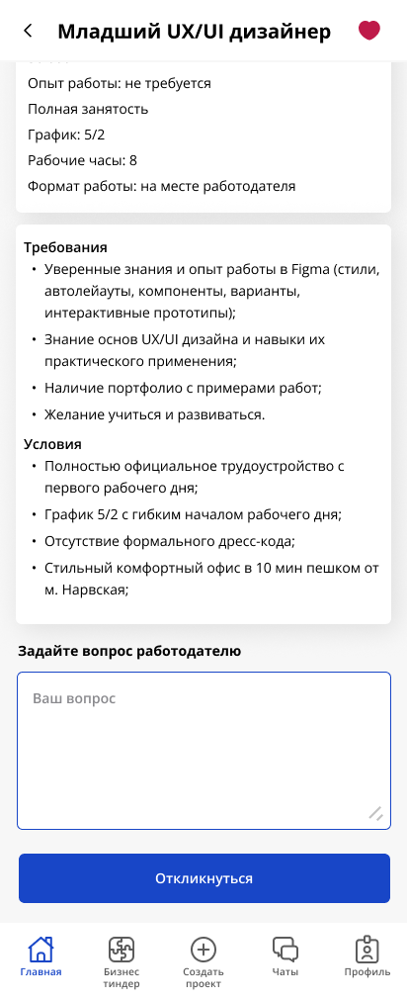 Младший UX/UI дизайнер
Опыт работы: не требуется
Полная занятость
График: 5/2
Рабочие часы: 8
Формат работы: на месте работодателя
Требования
• Уверенные знания и опыт работы в Figma (стили,
автолейауты, компоненты, варианты,
интерактивные прототипы);
• Знание основ UX/UI дизайна и навыки их
практического применения;
• Наличие портфолио с примерами работ;
• Желание учиться и развиваться.
Условия
• Полностью официальное трудоустройство с
первого рабочего дня;
• График 5/2 с гибким началом рабочего дня;
• Отсутствие формального дресс-кода;
• Стильный комфортный офис в 10 мин пешком от
м. Нарвская;
Задайте вопрос работодателю
Ваш вопрос
Откликнуться
Главная
Бизнес
тиндер
Создать
проект
Чаты
Профиль